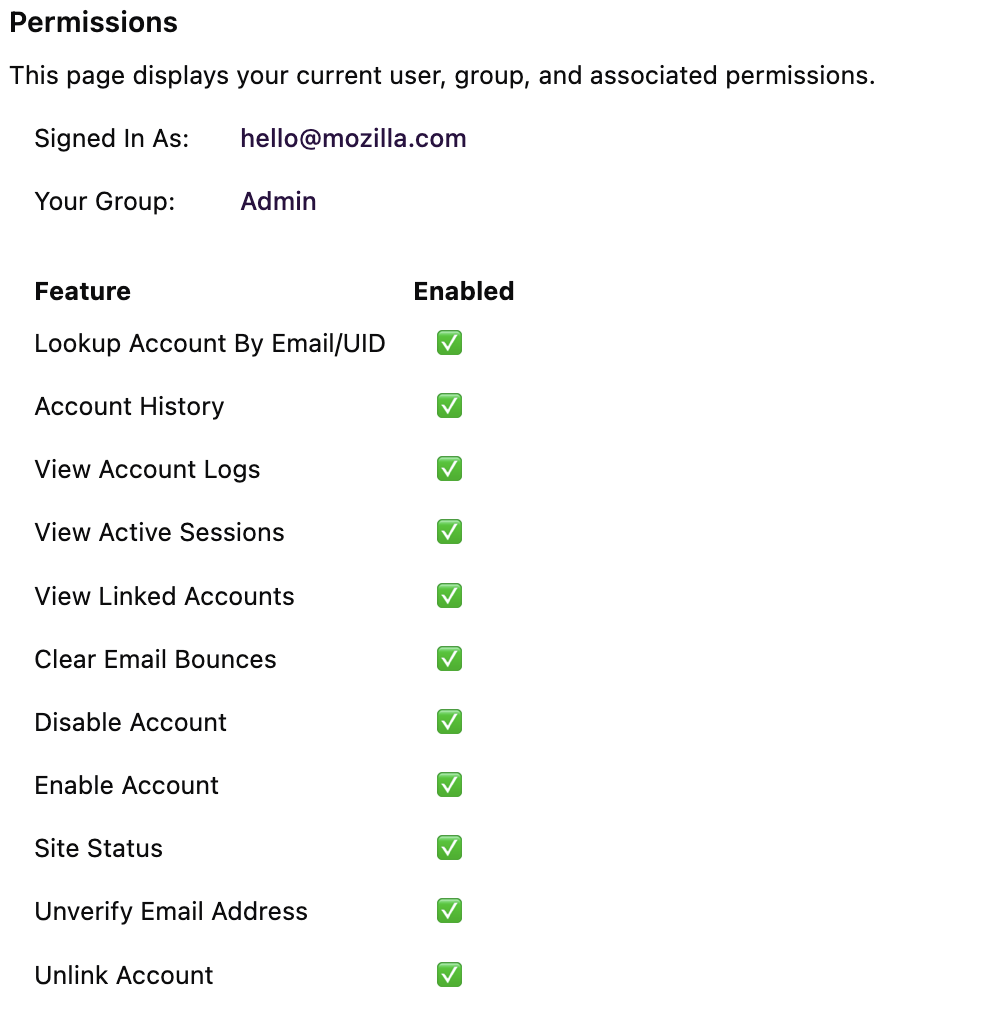 Permissions
This page displays your current user, group, and associated permissions.
Signed In As: hello@mozilla.com
Your Group: Admin
Feature Enabled
Lookup Account By Email/UID ✅
Account History ✅
View Account Logs ✅
View Active Sessions ✅
View Linked Accounts ✅
Clear Email Bounces ✅
Disable Account ✅
Enable Account ✅
Site Status ✅
Unverify Email Address ✅
Unlink Account ✅